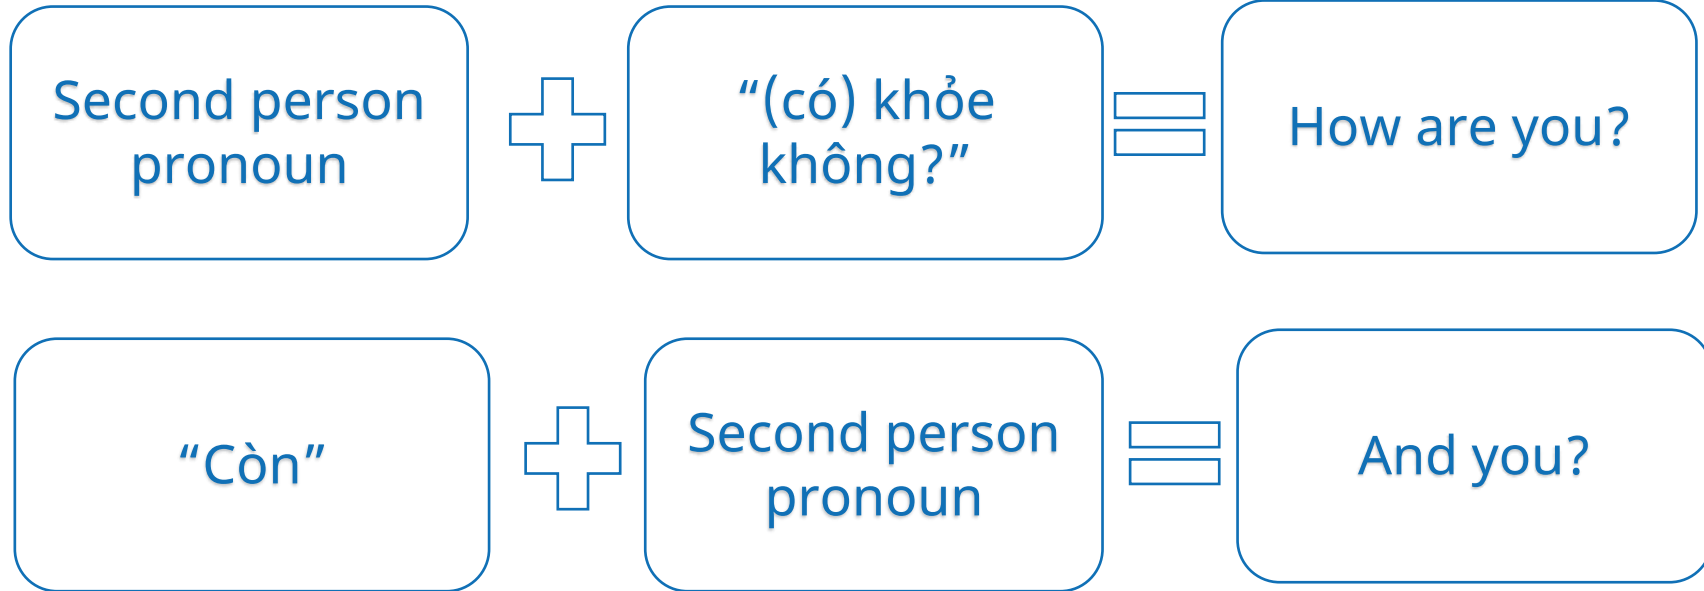 Second person
pronoun
“(có) khỏe
không?”
How are you?
“Còn”
Second person
pronoun
And you?